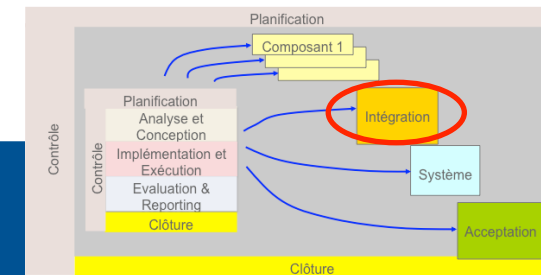 Planification
Composant 1
Planification
Analyse et
Conception
Implémentation et
Exécution
Evaluation &
Reporting
Clôture
Contrôle
Contrôle
Intégration
Système
Acceptation
Clôture